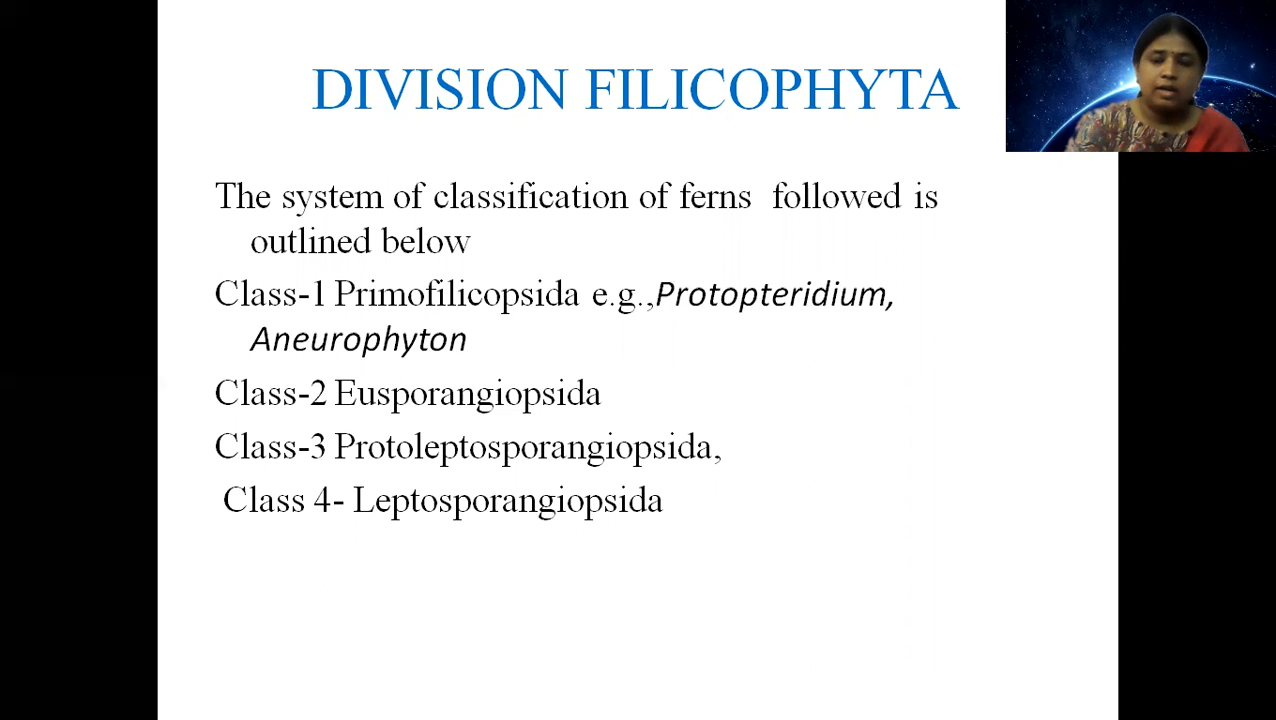 DIVISION FILICOPHYTA
The system of classification of ferns followed is
outlined below
Class-1 Primofilicopsida e.g.,Protopteridium,
Aneurophyton
Class-2 Eusporangiopsida
Class-3 Protoleptosporangiopsida,
Class 4- Leptosporangiopsida